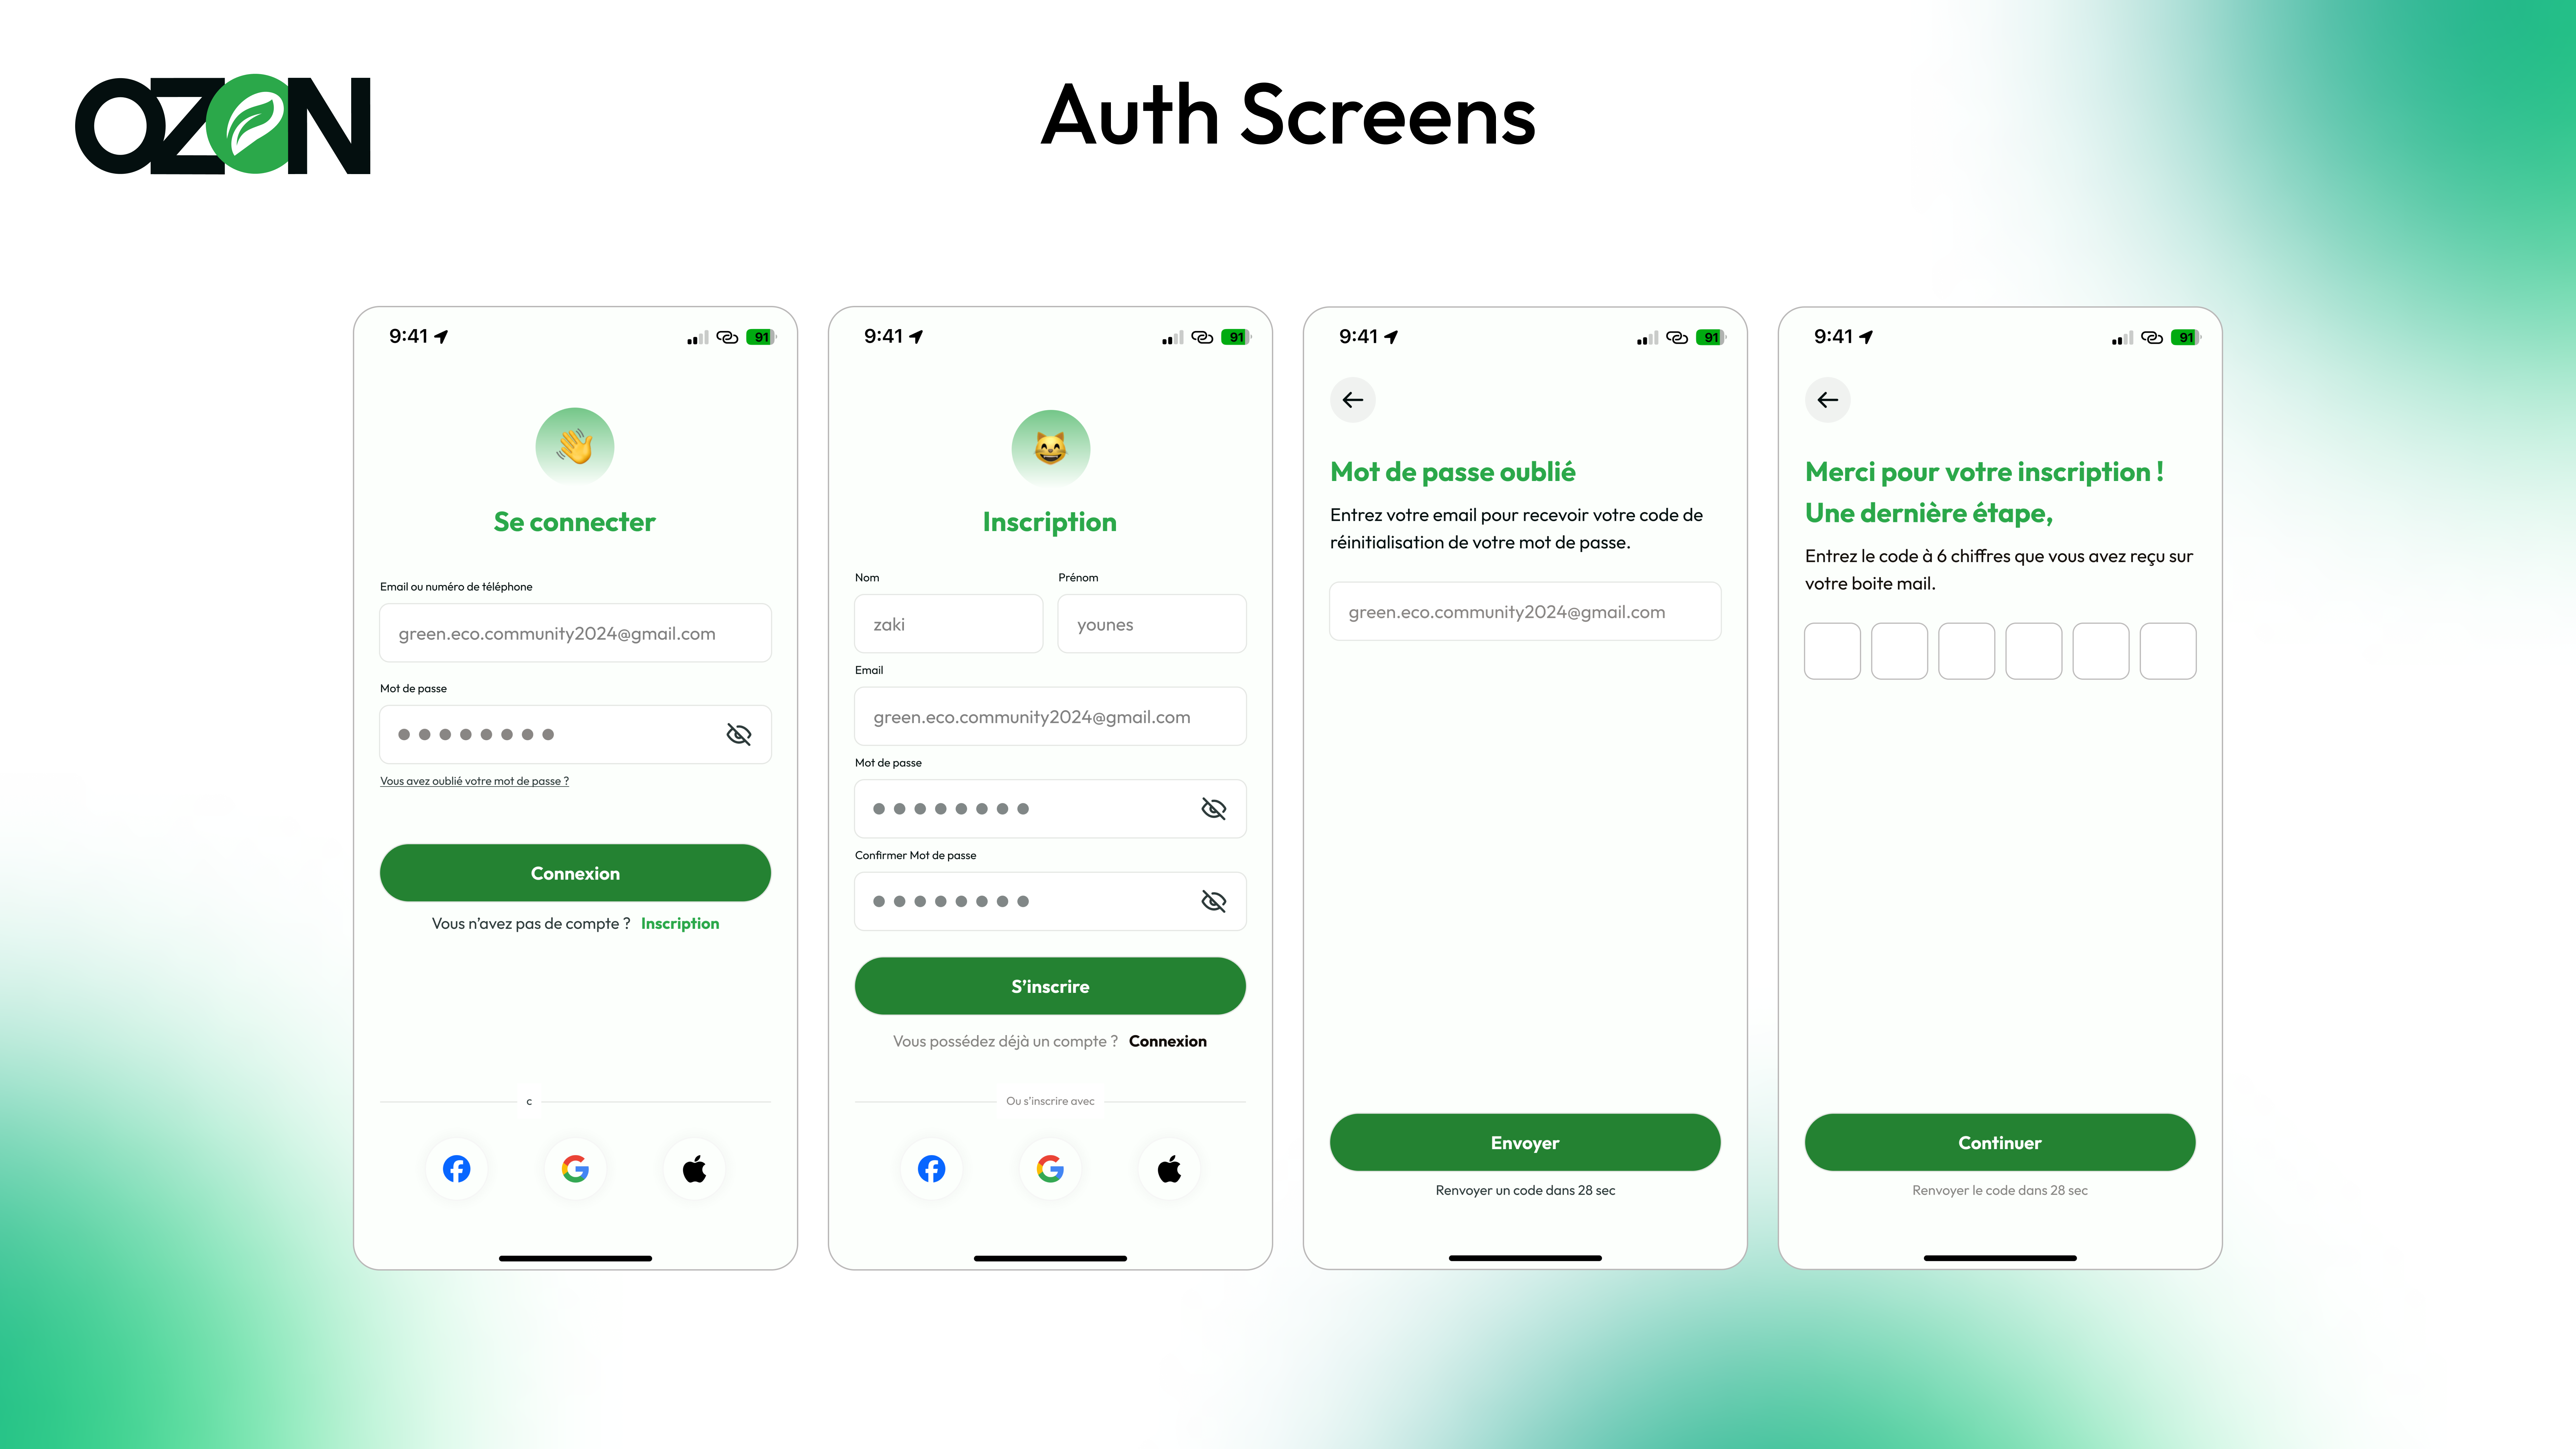 OZON
Auth Screens
9:41
91
Se connecter
Email ou numéro de téléphone
green.eco.community2024@gmail.com
Mot de passe
Vous avez oublié votre mot de passe ?
Connexion
Vous n’avez pas de compte ? Inscription
c
9:41
91
Inscription
Nom
Prénom
zaki
younes
Email
green.eco.community2024@gmail.com
Mot de passe
Confirmer Mot de passe
S’inscrire
Vous possédez déjà un compte ? Connexion
Ou s’inscrire avec
9:41
91
Mot de passe oublié
Entrez votre email pour recevoir votre code de
réinitialisation de votre mot de passe.
green.eco.community2024@gmail.com
Envoyer
Renvoyer un code dans 28 sec
9:41
91
Merci pour votre inscription !
Une dernière étape,
Entrez le code à 6 chiffres que vous avez reçu sur
votre boite mail.
Continuer
Renvoyer le code dans 28 sec